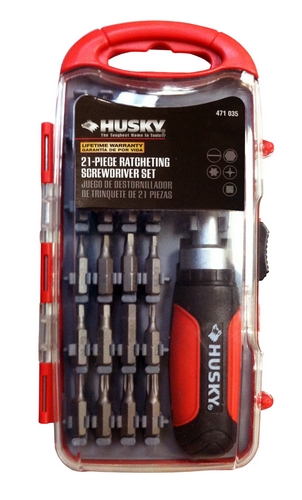 HUSKY
The Toughest Name in Tools
471 035
LIFETIME WARRANTY
GARANTÍA DE POR VIDA
21-PIECE RATCHETING
SCREWDRIVER SET
JUEGO DE DESTORNILLADOR
DE TRINQUETE DE 21 PIEZAS
HUSKY